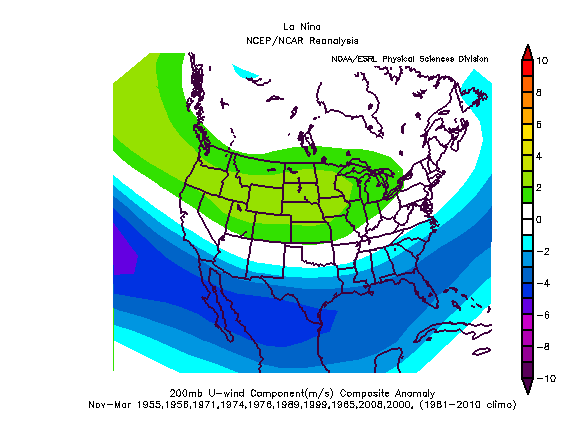 La Nina
NCEP/NCAR Reanalysis
NOAA/ESRL Physical Sciences Division
10
8
6
4
2
0
-2
-4
-6
-8
-10
200mb U-wind Component(m/s) Composite Anomaly
Nov-Mar 1955,1956,1971,1974,1976,1989,1999,1965,2008,2000, (1981-2010 climo)